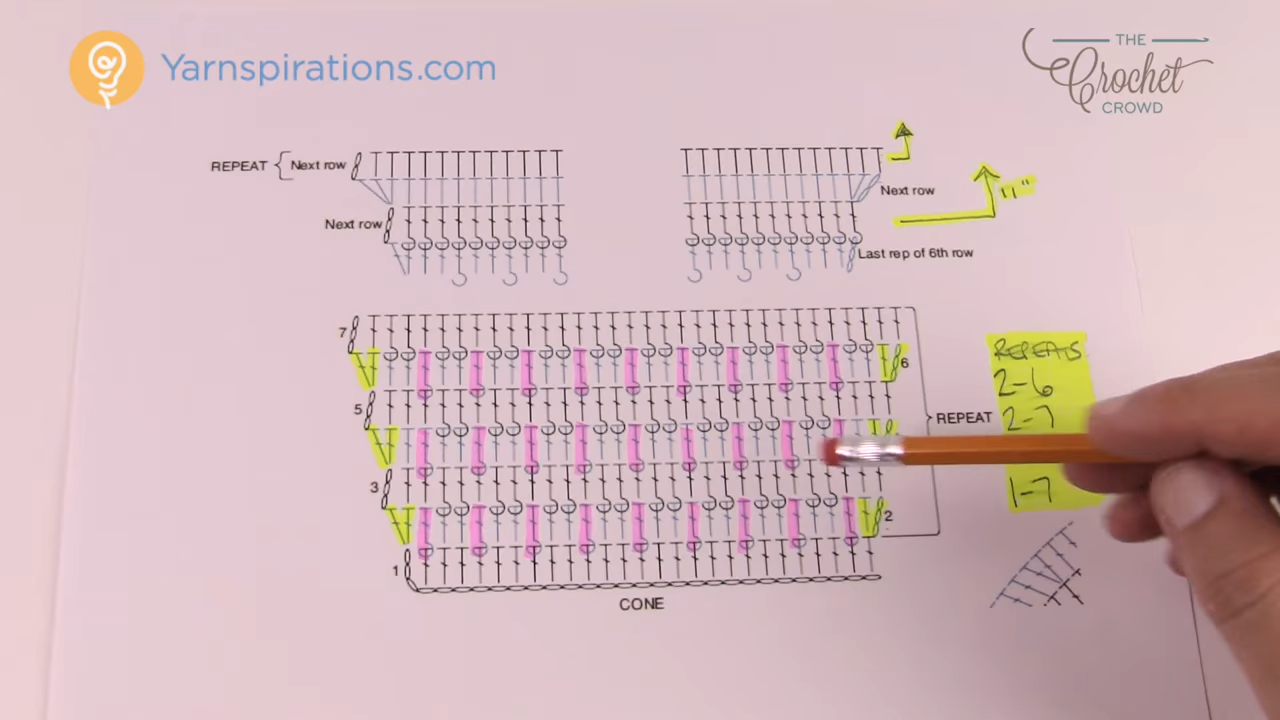 Yarnspirations.com
THE
Crochet
CROWD
REPEAT { Next row
Next row
Next row
11"
Last rep of 6th row
7
6
5
REPEAT
3
2
1
CONE
REPEATS
2-6
2-7
1-7